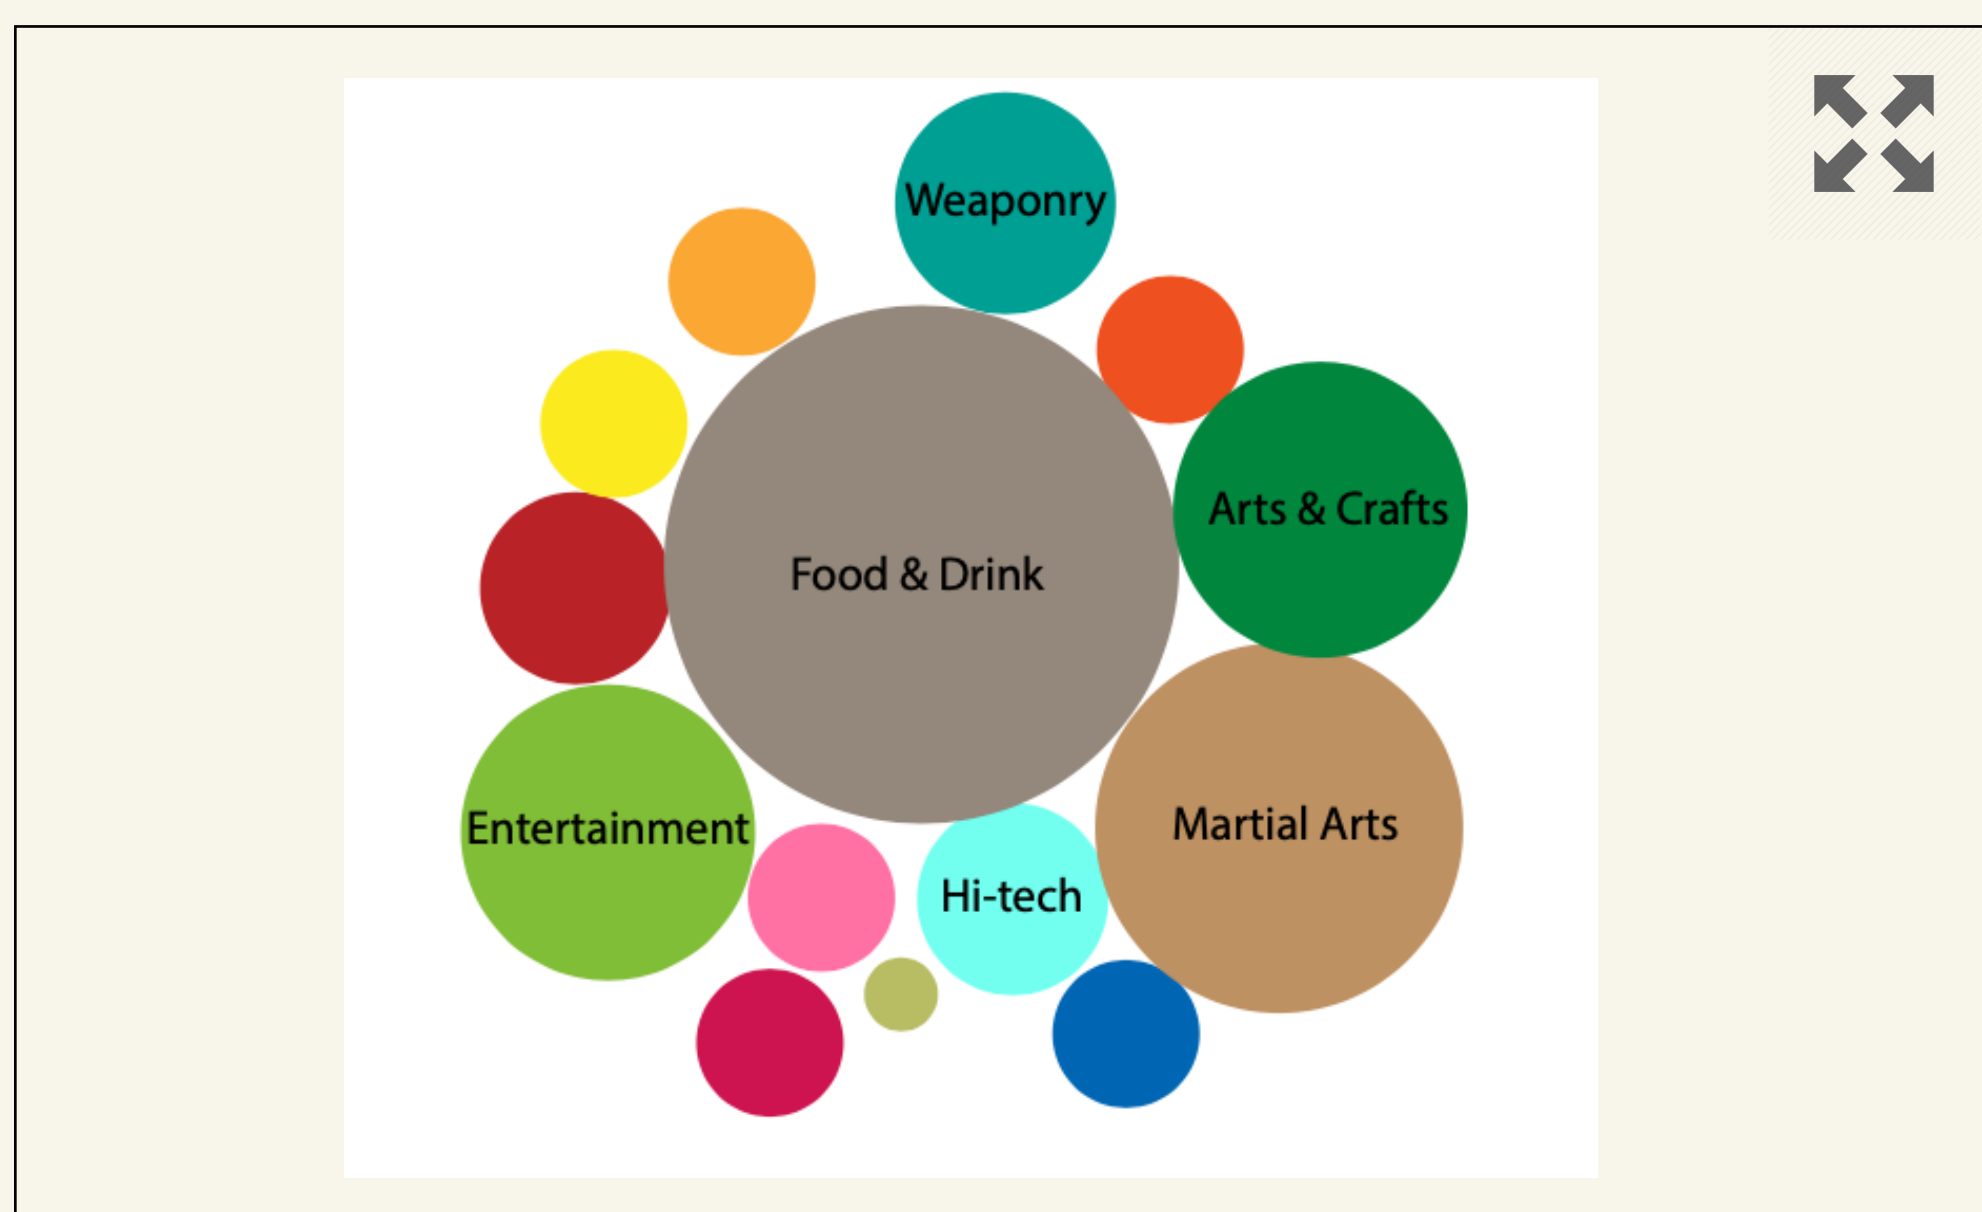 Weaponry
Arts & Crafts
Food & Drink
Entertainment
Martial Arts
Hi-tech